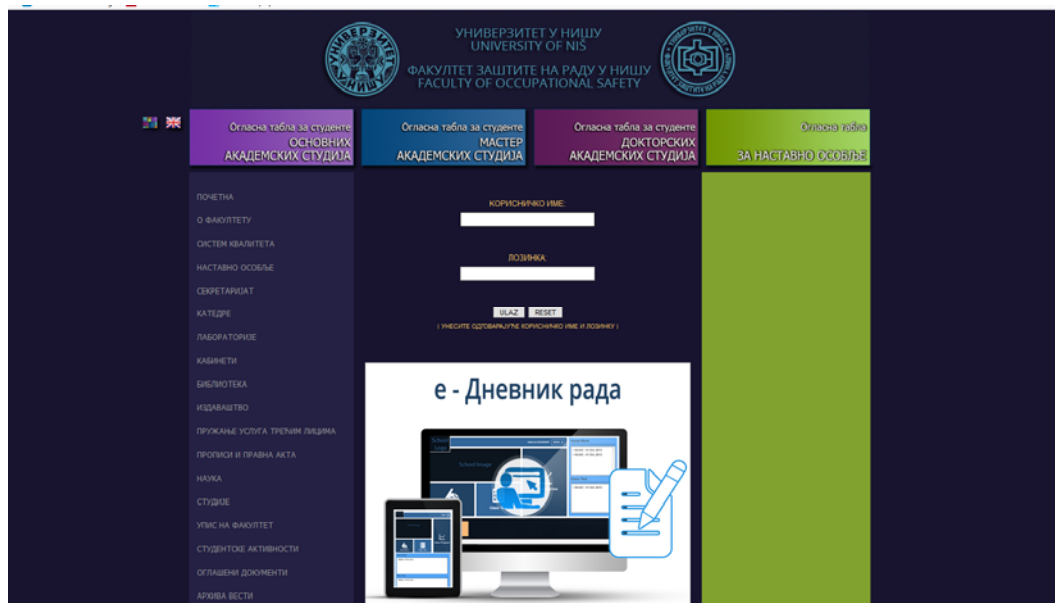 УНИВЕРЗИТЕТ У НИШУ
UNIVERSITY OF NIŠ
ФАКУЛТЕТ ЗАШТИТЕ НА РАДУ У НИШУ
FACULTY OF OCCUPATIONAL SAFETY
Огласна табла за студенте
ОСНОВНИХ
АКАДЕМСКИХ СТУДИЈА
Огласна табла за студенте
МАСТЕР
АКАДЕМСКИХ СТУДИЈА
Огласна табла за студенте
ДОКТОРСКИХ
АКАДЕМСКИХ СТУДИЈА
Огласна табла
ЗА НАСТАВНО ОСОБЉЕ
ПОЧЕТНА
О ФАКУЛТЕТУ
СИСТЕМ КВАЛИТЕТА
НАСТАВНО ОСОБЉЕ
СЕКРЕТАРИЈАТ
КАТЕДРЕ
ЛАБОРАТОРИЈЕ
КАБИНЕТИ
БИБЛИОТЕКА
ИЗДАВАШТВО
ПРУЖАЊЕ УСЛУГА ТРЕЋИМ ЛИЦИМА
ПРОПИСИ И ПРАВНА АКТА
НАУКА
СТУДИЈЕ
УПИС НА ФАКУЛТЕТ
СТУДЕНТСКЕ АКТИВНОСТИ
ОГЛАШЕНИ ДОКУМЕНТИ
АРХИВА ВЕСТИ
КОРИСНИЧКО ИМЕ:
ЛОЗИНКА:
ULAZ RESET
( УНЕСИТЕ ОДГОВАРАЈУЋЕ КОРИСНИЧКО ИМЕ И ЛОЗИНКУ )
е - Дневник рада
School
Logo
School Image